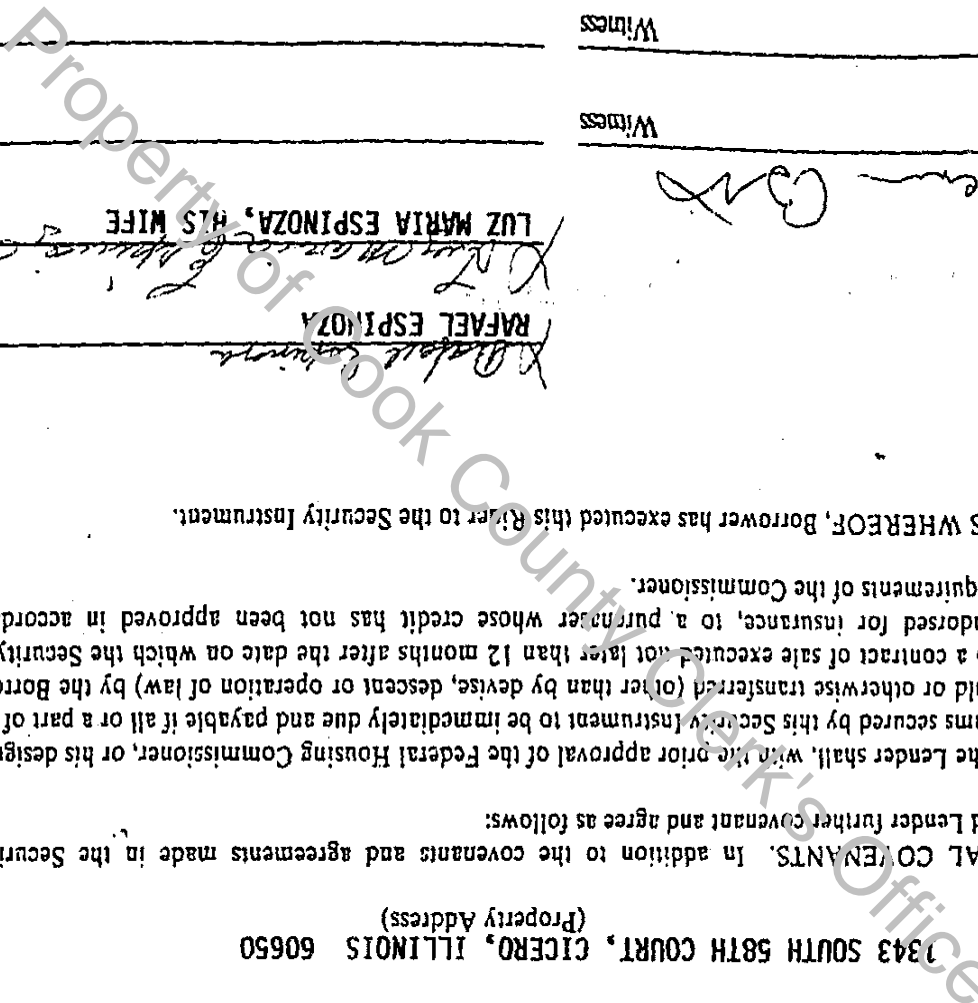 1343 SOUTH 58TH COURT, CICERO, ILLINOIS 60650
(Property Address)
AL COVENANTS. In addition to the covenants and agreements made in the Securi
d Lender further covenant and agree as follows:
he Lender shall, with the prior approval of the Federal Housing Commissioner, or his desig
ms secured by this Security Instrument to be immediately due and payable if all or a part of
ld or otherwise transferred (other than by devise, descent or operation of law) by the Borro
o a contract of sale executed not later than 12 months after the date on which the Security
ndorsed for insurance, to a purchaser whose credit has not been approved in accord
quirements of the Commissioner.
S WHEREOF, Borrower has executed this Rider to the Security Instrument.
X Rafael Espinoza
RAFAEL ESPINOZA
X Luz Maria Espinoza
LUZ MARIA ESPINOZA, HIS WIFE
Witness
Witness
Property of Cook County Clerk's Office